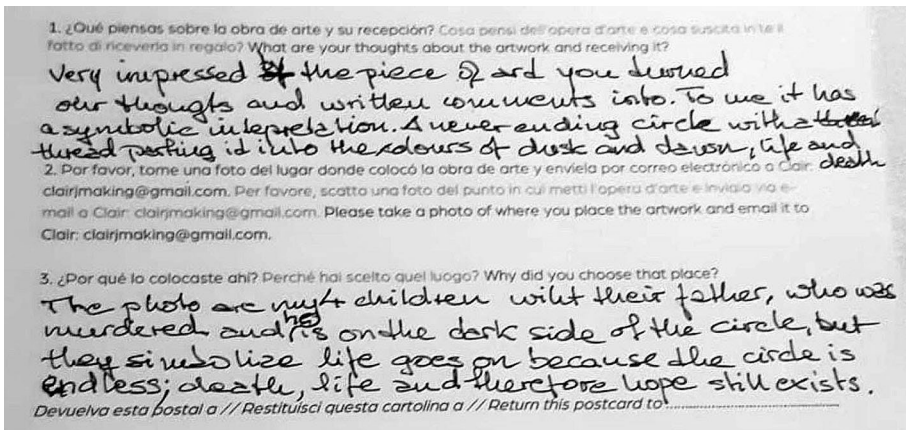 1. ¿Qué piensas sobre la obra de arte y su recepción? Cosa pensi dell'opera d'arte e cosa suscita in te il
fatto di riceverla in regalo? What are your thoughts about the artwork and receiving it?
Very impressed the piece of ard you turned
our thougts and written comments into. To me it has
a symbolic intepretation. A never ending circle with a
thread parting id into the colours of dusk and dawn, life and
death
2. Por favor, tome una foto del lugar donde colocó la obra de arte y envíela por correo electrónico a Clair:
clairjmaking@gmail.com. Per favore, scatta una foto del punto in cui metti l'opera d'arte e inviala via e-
mail a Clair: clairjmaking@gmail.com. Please take a photo of where you place the artwork and email it to
Clair: clairjmaking@gmail.com.
3. ¿Por qué lo colocaste ahí? Perché hai scelto quel luogo? Why did you choose that place?
The photo are my 4 children wiht their father, who was
murdered and he is on the dark side of the circle, but
they simbolize life goes on because the circle is
endless; death, life and therefore hope still exists.
Devuelva esta postal a // Restituisci questa cartolina a // Return this postcard to: